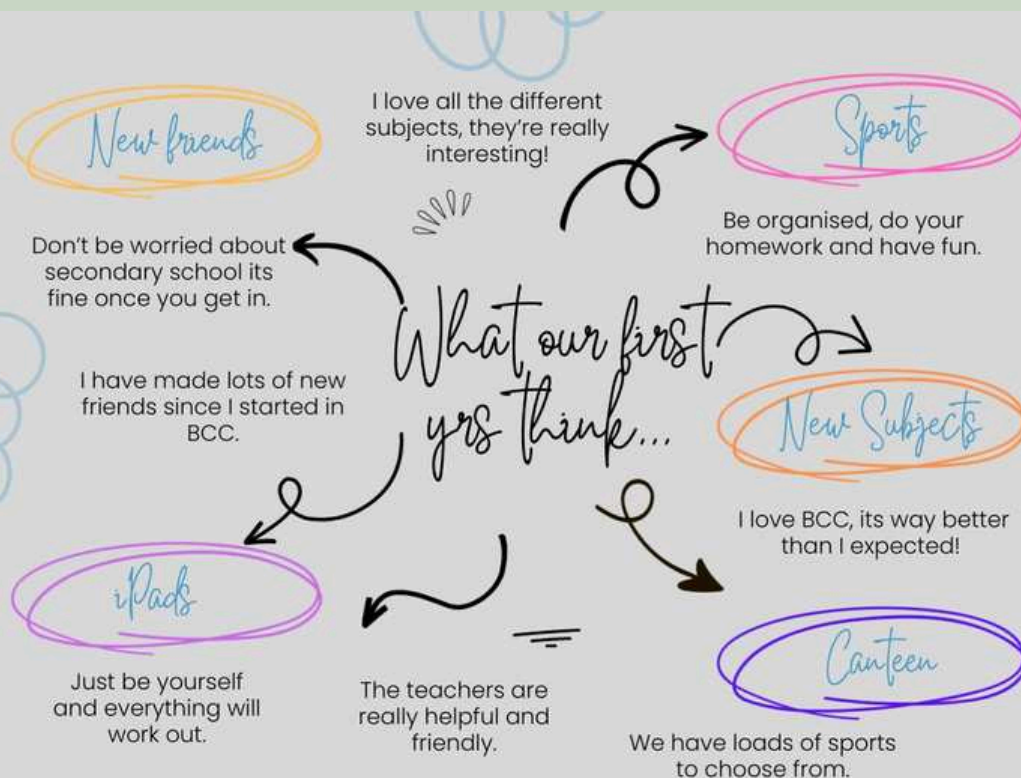 New friends
I love all the different
subjects, they're really
interesting!
Sports
Don't be worried about
secondary school its
fine once you get in.
Be organised, do your
homework and have fun.
What our first
yrs think...
I have made lots of new
friends since I started in
BCC.
New Subjects
I love BCC, its way better
than I expected!
iPads
Just be yourself
and everything will
work out.
The teachers are
really helpful and
friendly.
Canteen
We have loads of sports
to choose from.